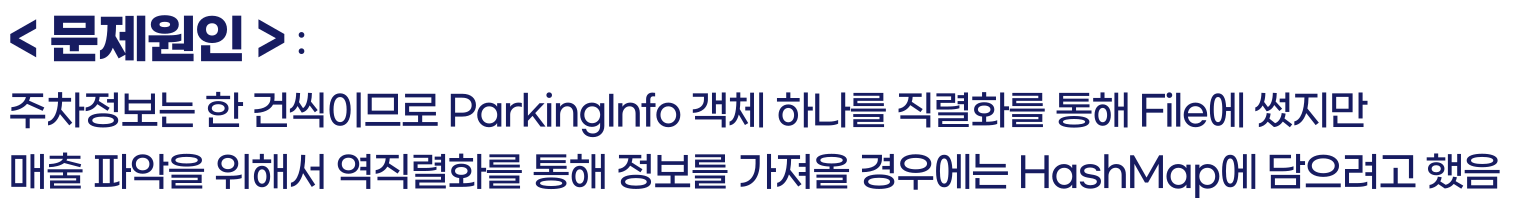 < 문제원인 > :
주차정보는 한 건씩이므로 ParkingInfo 객체 하나를 직렬화를 통해 File에 썼지만
매출 파악을 위해서 역직렬화를 통해 정보를 가져올 경우에는 HashMap에 담으려고 했음